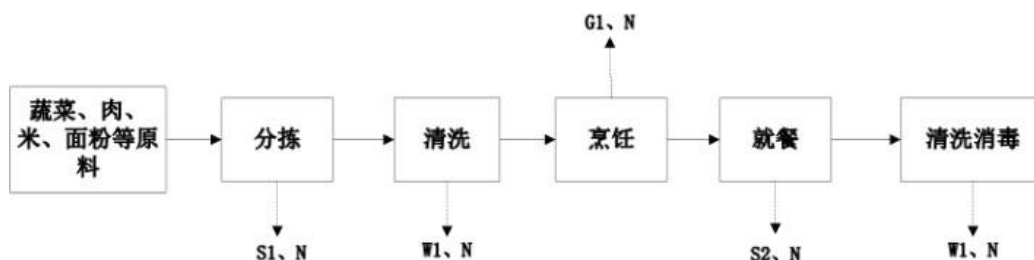 G1、N
蔬菜、肉、
米、面粉等原
料
分拣
清洗
烹饪
就餐
清洗消毒
S1、N
W1、N
S2、N
W1、N